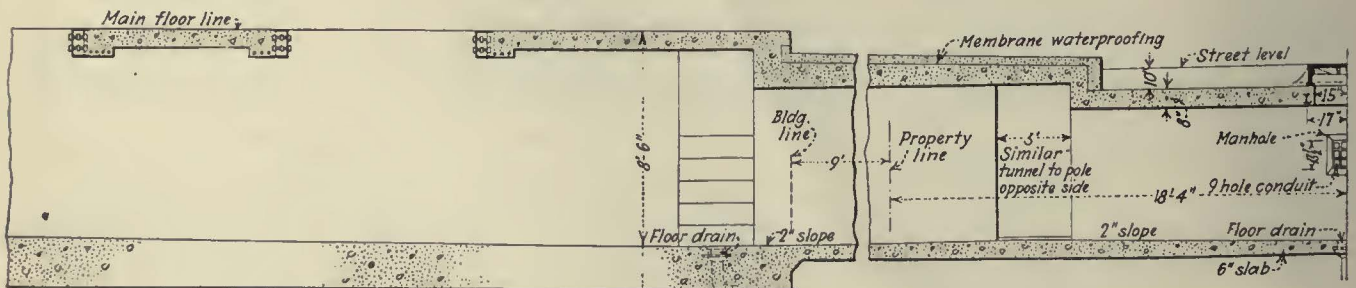 Main floor line
Membrane waterproofing
Street level
10"
8"
15"
17"
Manhole
Bldg.
line
8'-6"
9'
Property
line
3'
Similar
tunnel to pole
opposite side
18'-4"
9 hole conduit
Floor drain
2" slope
2" slope
Floor drain
6" slab